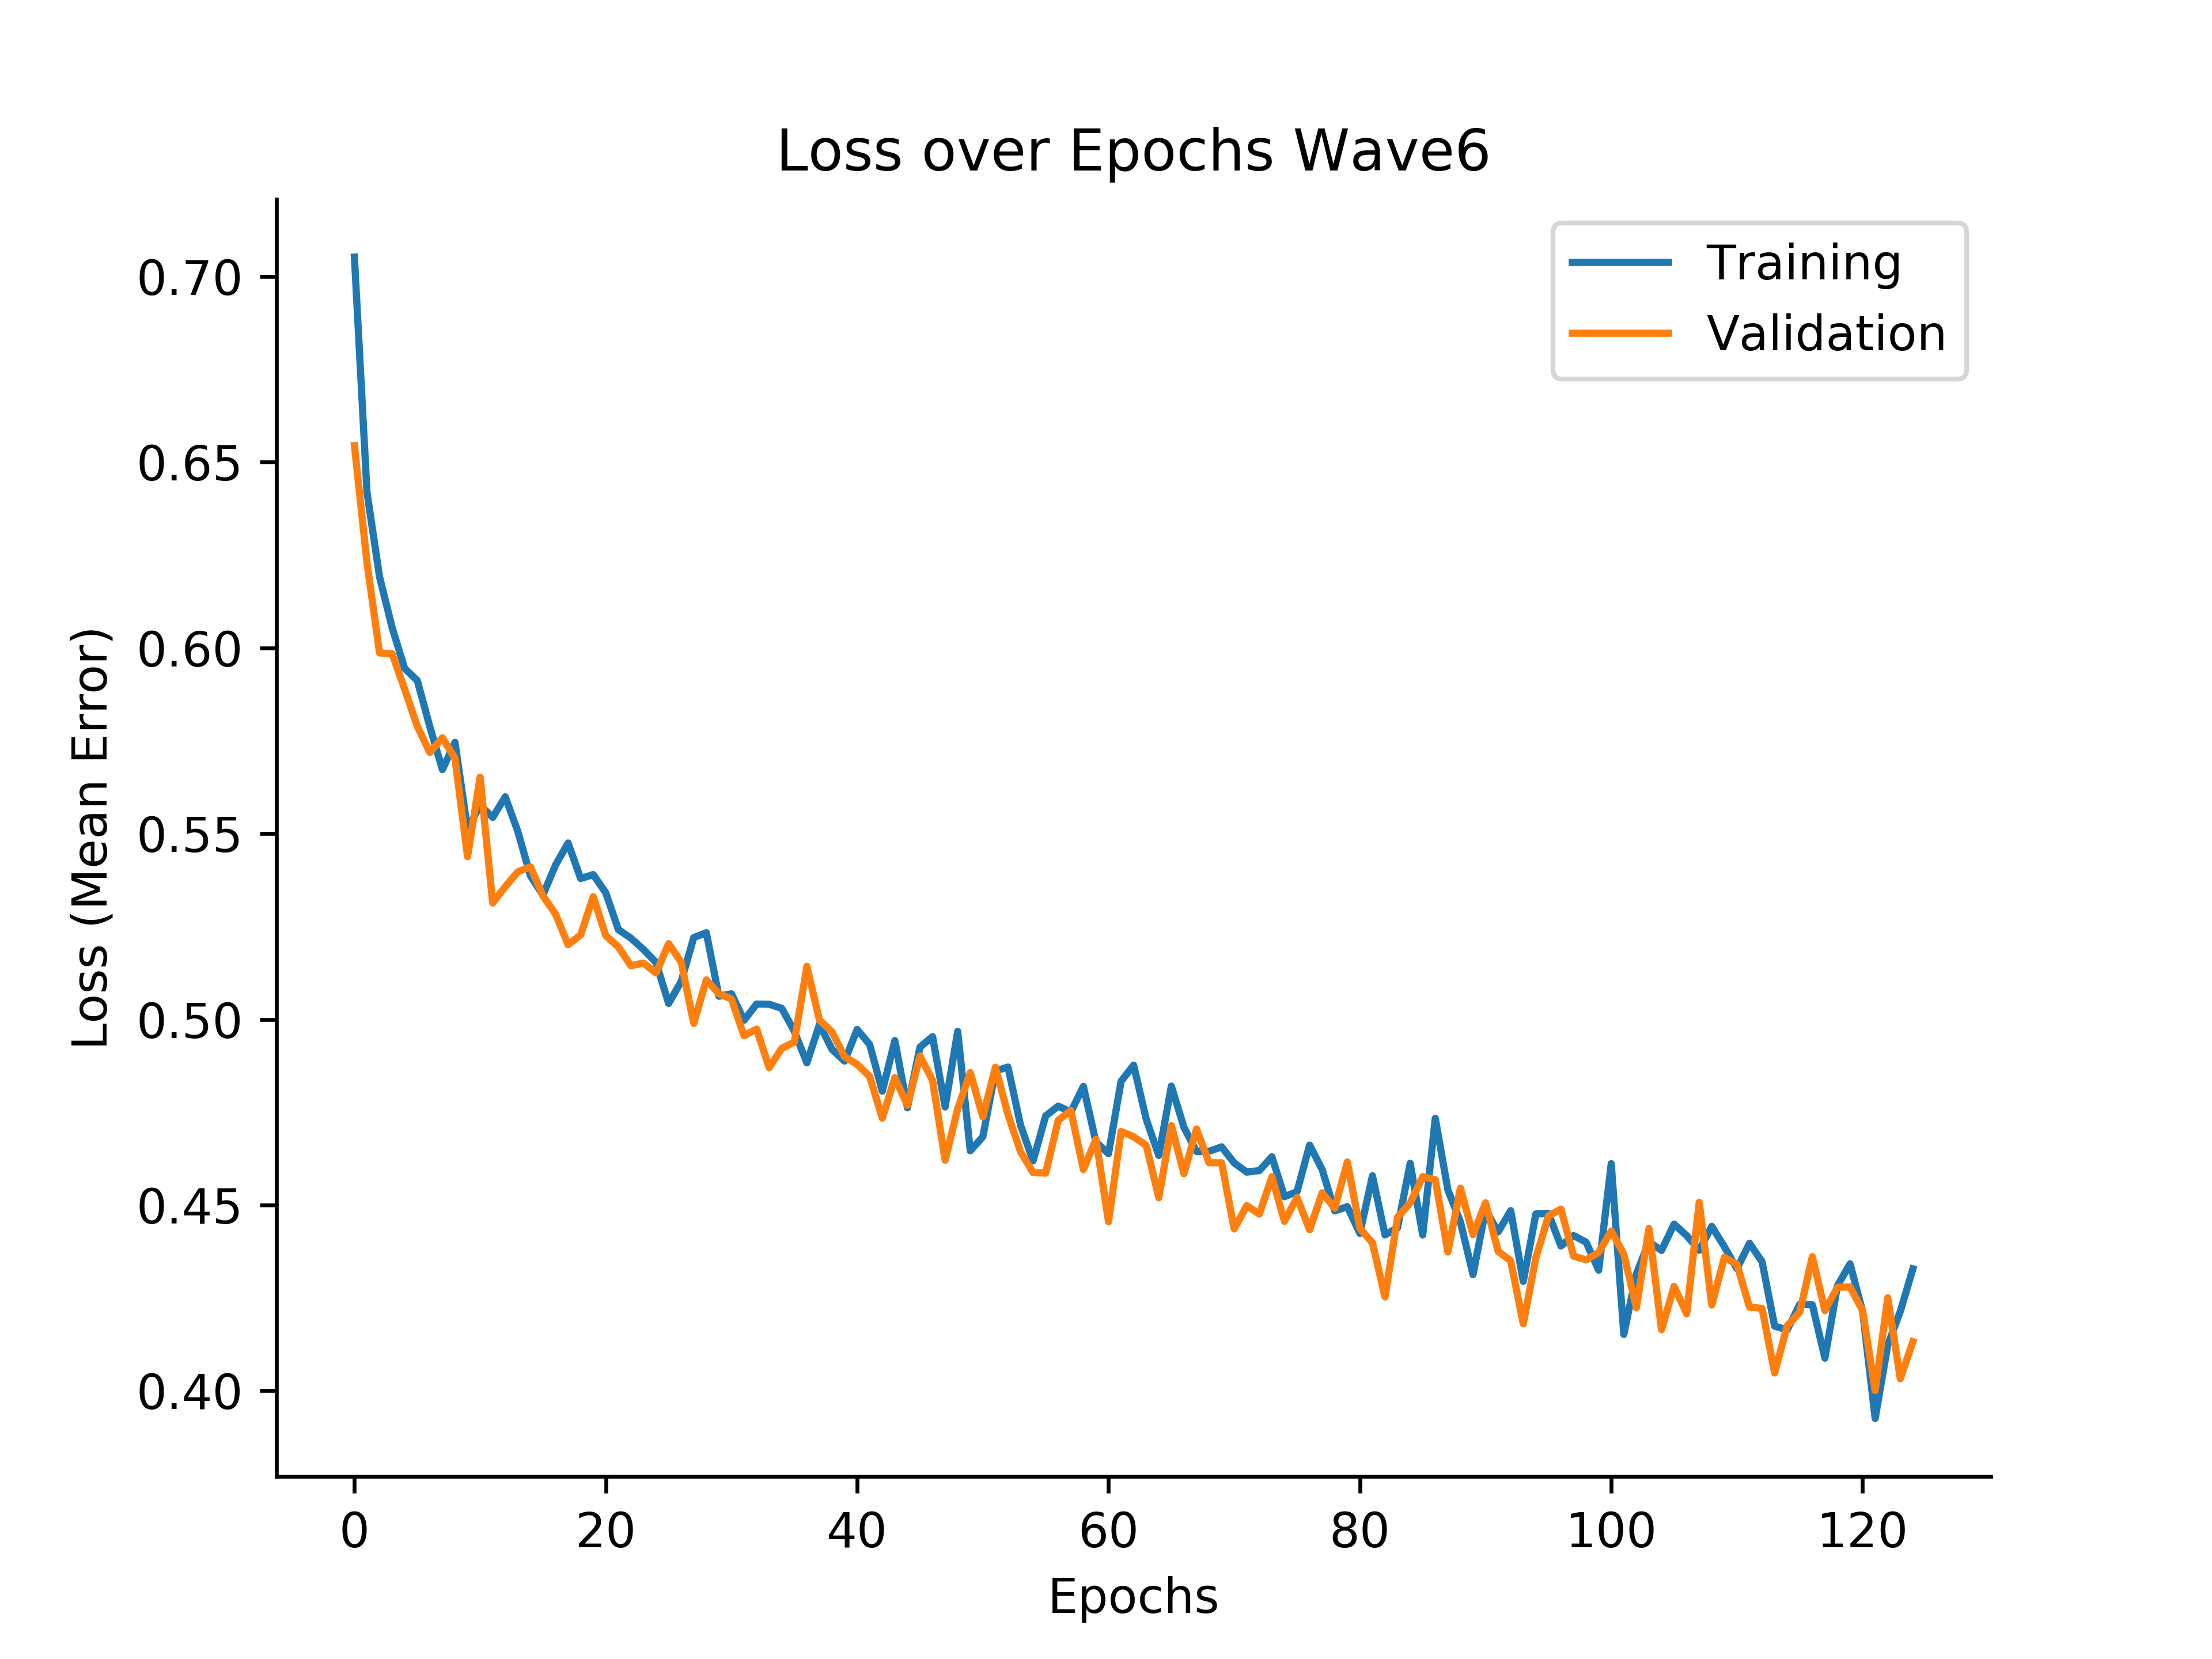 Loss over Epochs Wave6
Training
Validation
Loss (Mean Error)
0.70
0.65
0.60
0.55
0.50
0.45
0.40
0 20 40 60 80 100 120
Epochs